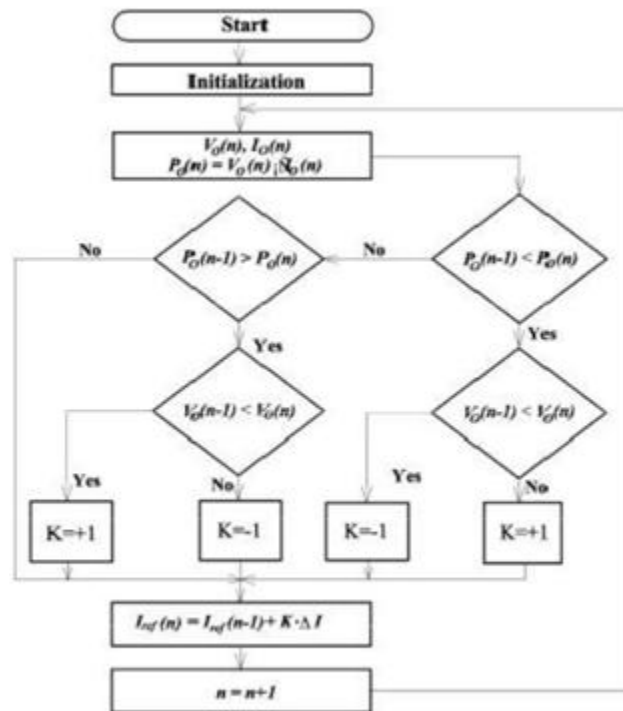 Start
Initialization
V_O(n), I_O(n)
P_O(n) = V_O(n)¡ÑI_O(n)
No
P_O(n-1) > P_O(n)
No
P_O(n-1) < P_O(n)
Yes
Yes
V_O(n-1) < V_O(n)
V_O(n-1) < V_O(n)
Yes
No
Yes
No
K=+1
K=-1
K=-1
K=+1
I_ref(n) = I_ref(n-1)+ K·Δ I
n = n+1